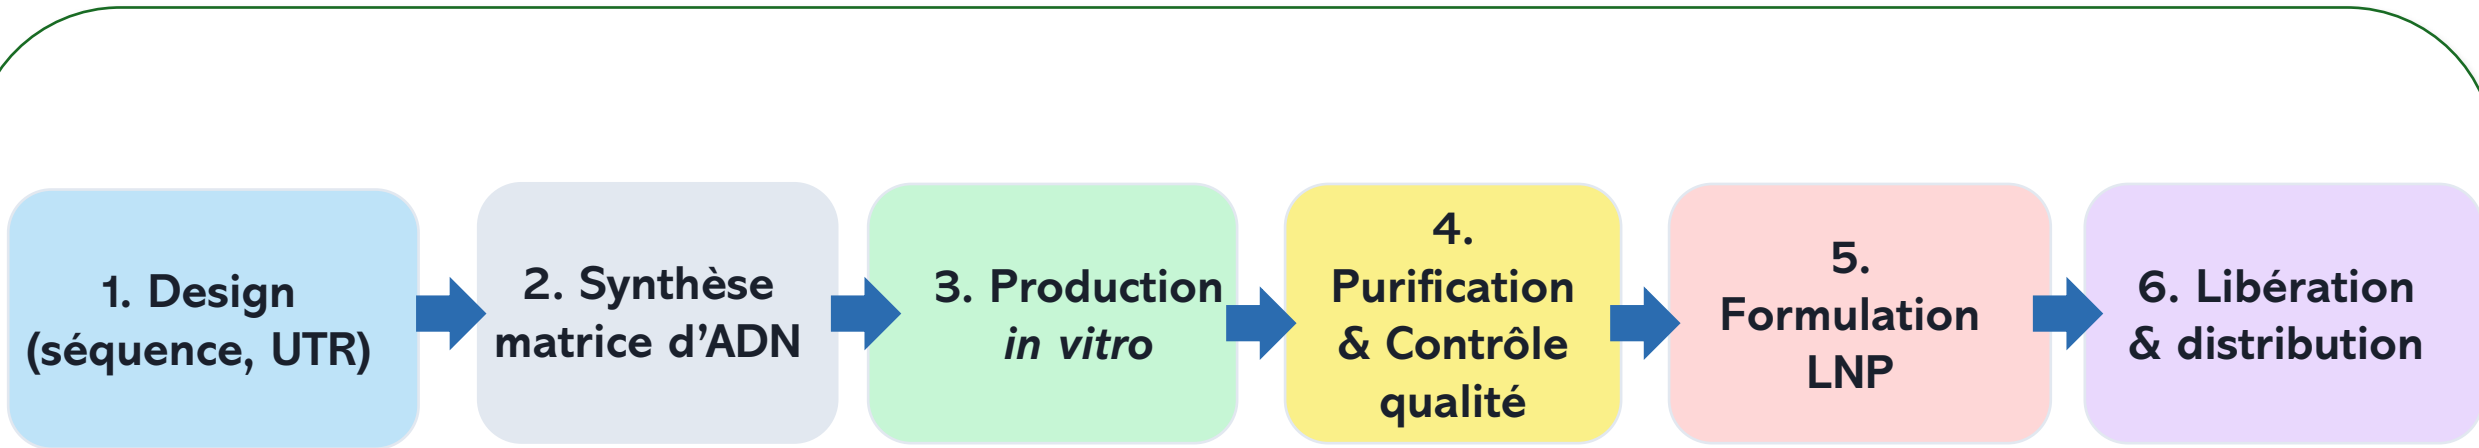 1. Design
(séquence, UTR)
2. Synthèse
matrice d’ADN
3. Production
in vitro
4.
Purification
& Contrôle
qualité
5.
Formulation
LNP
6. Libération
& distribution